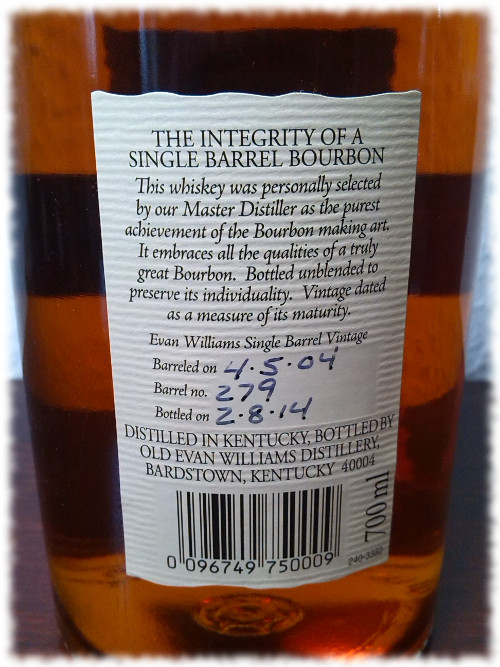 THE INTEGRITY OF A
SINGLE BARREL BOURBON
This whiskey was personally selected
by our Master Distiller as the purest
achievement of the Bourbon making art.
It embraces all the qualities of a truly
great Bourbon. Bottled unblended to
preserve its individuality. Vintage dated
as a measure of its maturity.
Evan Williams Single Barrel Vintage
Barreled on 4·5·04
Barrel no. 279
Bottled on 2·8·14
DISTILLED IN KENTUCKY, BOTTLED BY
OLD EVAN WILLIAMS DISTILLERY,
BARDSTOWN, KENTUCKY 40004
700 ml
0 096749 750009